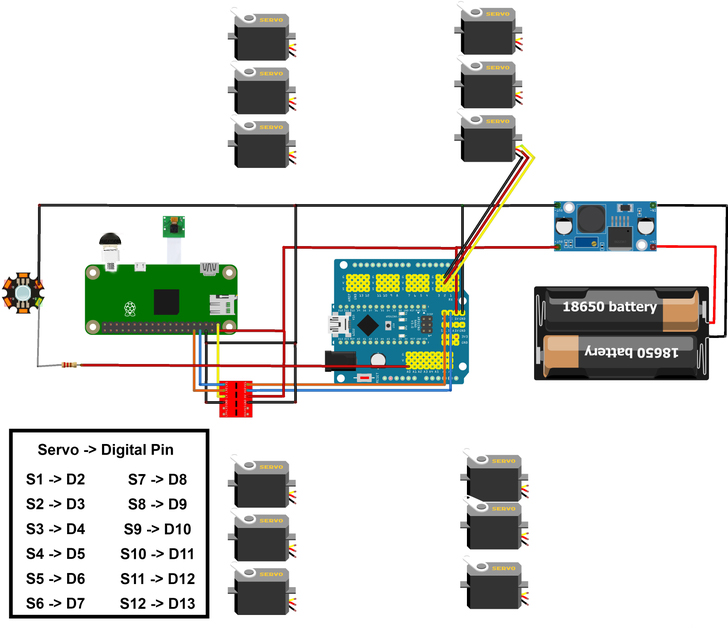 SERVO
SERVO
SERVO
SERVO
SERVO
SERVO
18650 battery
18650 battery
Servo -> Digital Pin
S1 -> D2
S7 -> D8
S2 -> D3
S8 -> D9
S3 -> D4
S9 -> D10
S4 -> D5
S10 -> D11
S5 -> D6
S11 -> D12
S6 -> D7
S12 -> D13
SERVO
SERVO
SERVO
SERVO
SERVO
SERVO